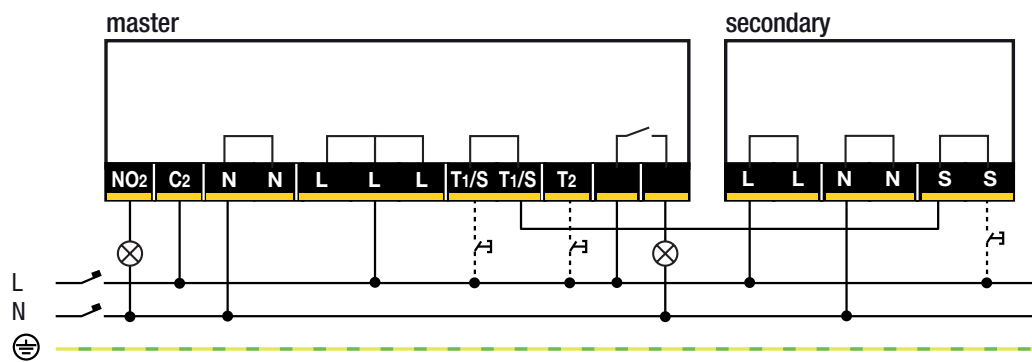 master secondary
NO2 C2 N N L L L T1/S T1/S T2 L L N N S S
L
N